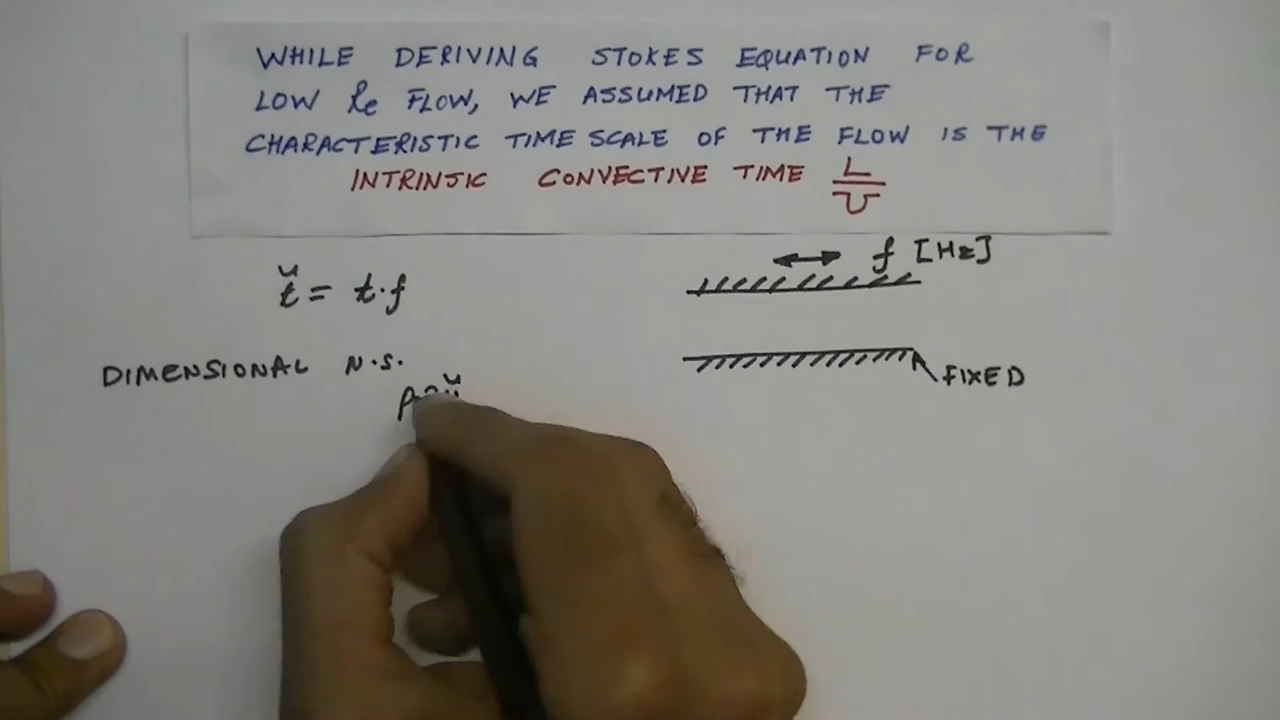 WHILE DERIVING STOKES EQUATION FOR
LOW Re FLOW, WE ASSUMED THAT THE
CHARACTERISTIC TIME SCALE OF THE FLOW IS THE
INTRINSIC CONVECTIVE TIME L/U
f [Hz]
t̆ = t·f
DIMENSIONAL N.S.
FIXED